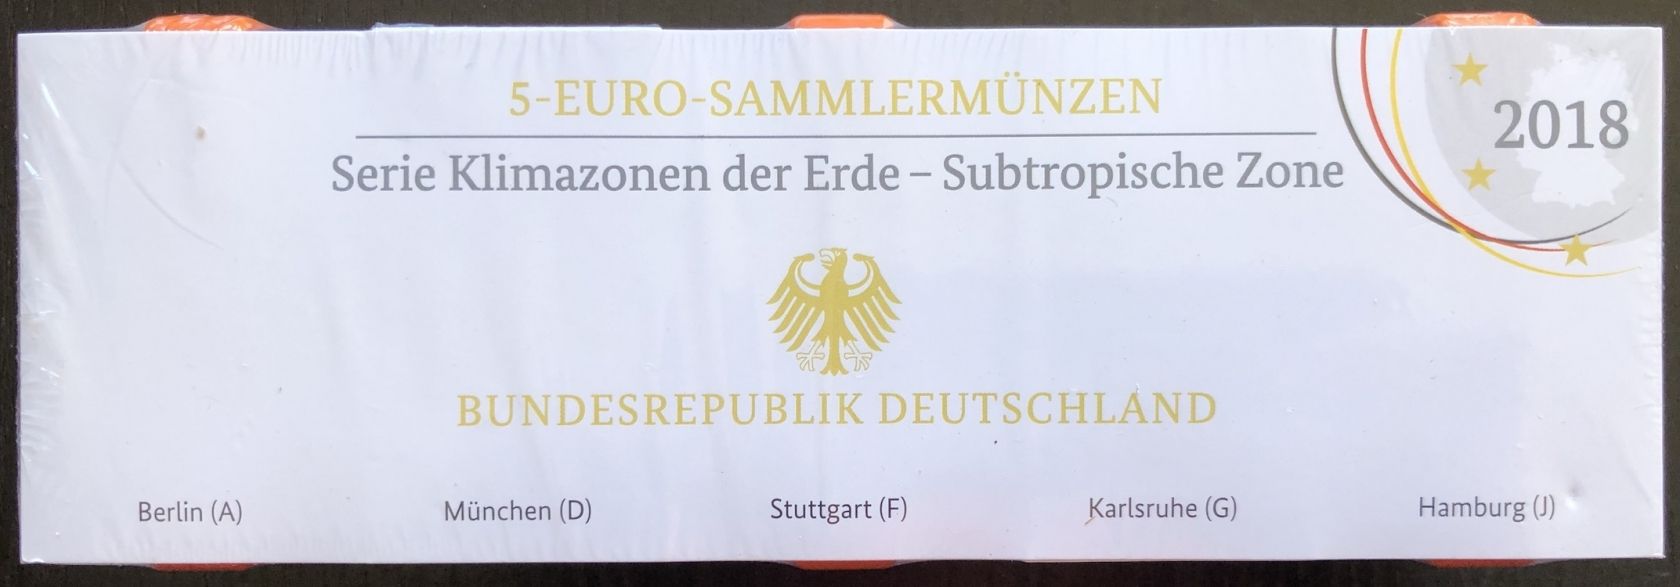 5-EURO-SAMMLERMÜNZEN
2018
Serie Klimazonen der Erde – Subtropische Zone
BUNDESREPUBLIK DEUTSCHLAND
Berlin (A) München (D) Stuttgart (F) Karlsruhe (G) Hamburg (J)